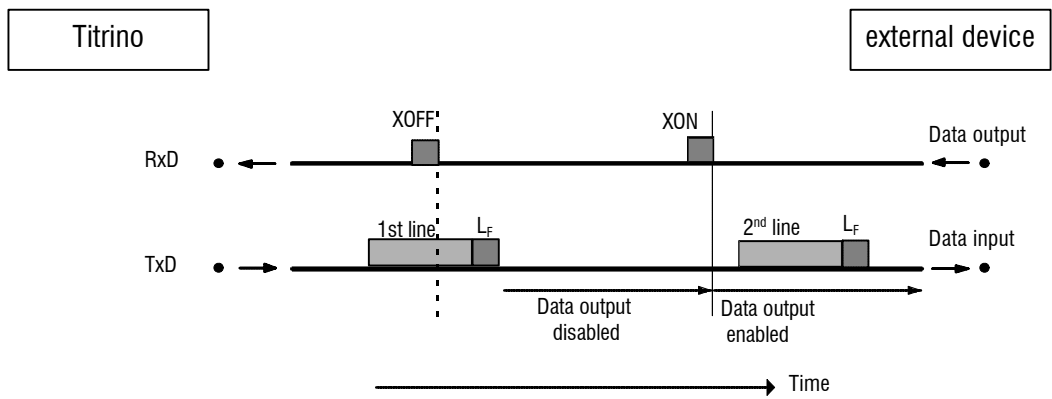 Titrino
external device
XOFF
XON
Data output
RxD
1st line
LF
2nd line
LF
Data input
TxD
Data output
disabled
Data output
enabled
Time